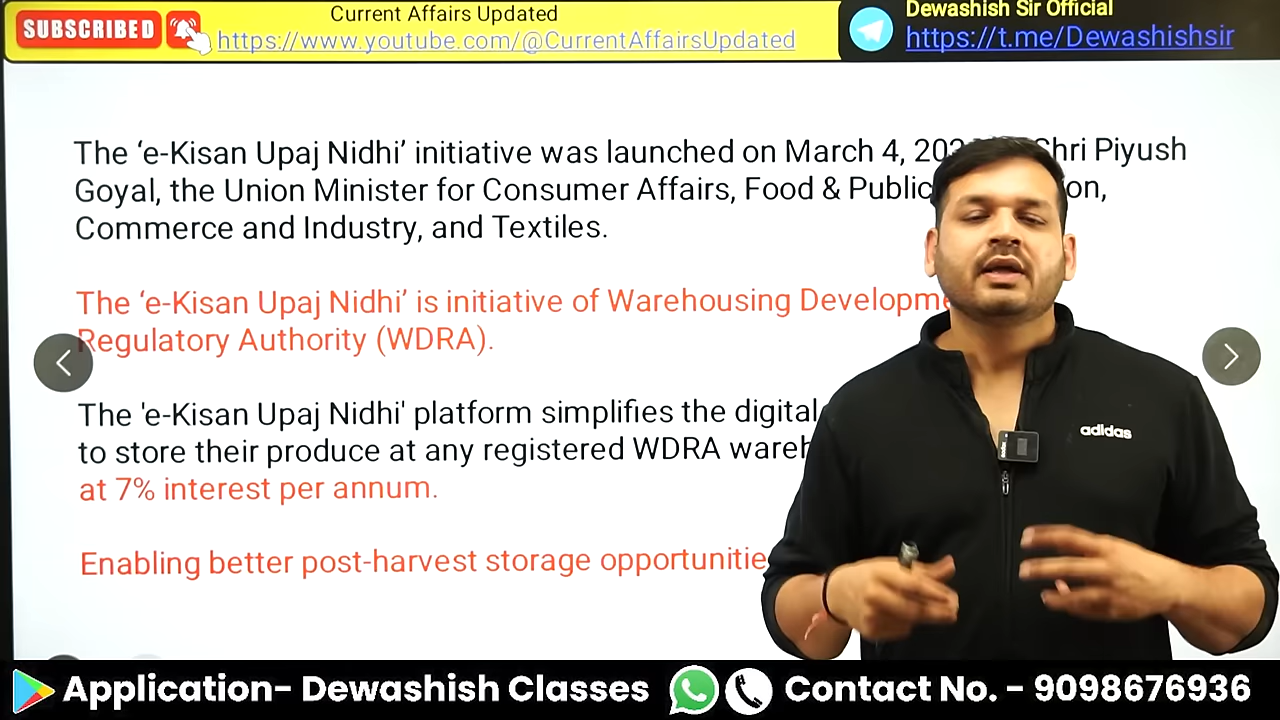 SUBSCRIBED
Current Affairs Updated
https://www.youtube.com/@CurrentAffairsUpdated
Dewashish Sir Official
https://t.me/Dewashishsir
The ‘e-Kisan Upaj Nidhi’ initiative was launched on March 4, Shri Piyush
Goyal, the Union Minister for Consumer Affairs, Food & Public
Commerce and Industry, and Textiles.
The ‘e-Kisan Upaj Nidhi’ is initiative of Warehousing
Regulatory Authority (WDRA).
The 'e-Kisan Upaj Nidhi' platform simplifies the digital
to store their produce at any registered WDRA
at 7% interest per annum.
Enabling better post-harvest storage
adidas
Application- Dewashish Classes
Contact No. - 9098676936